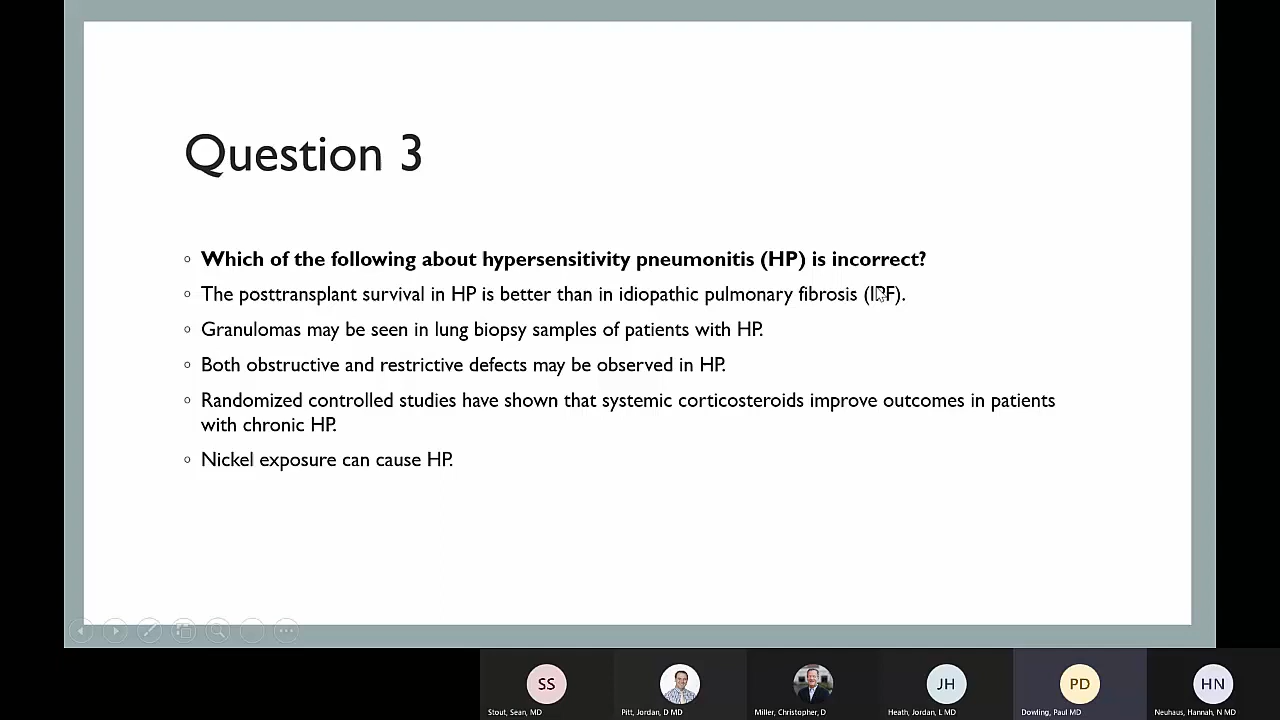 Question 3
Which of the following about hypersensitivity pneumonitis (HP) is incorrect?
The posttransplant survival in HP is better than in idiopathic pulmonary fibrosis (IPF).
Granulomas may be seen in lung biopsy samples of patients with HP.
Both obstructive and restrictive defects may be observed in HP.
Randomized controlled studies have shown that systemic corticosteroids improve outcomes in patients
with chronic HP.
Nickel exposure can cause HP.
SS
JH
PD
HN
Stout, Sean, MD
Pitt, Jordan, D MD
Miller, Christopher, D
Heath, Jordan, L MD
Dowling, Paul MD
Neuhaus, Hannah, N MD